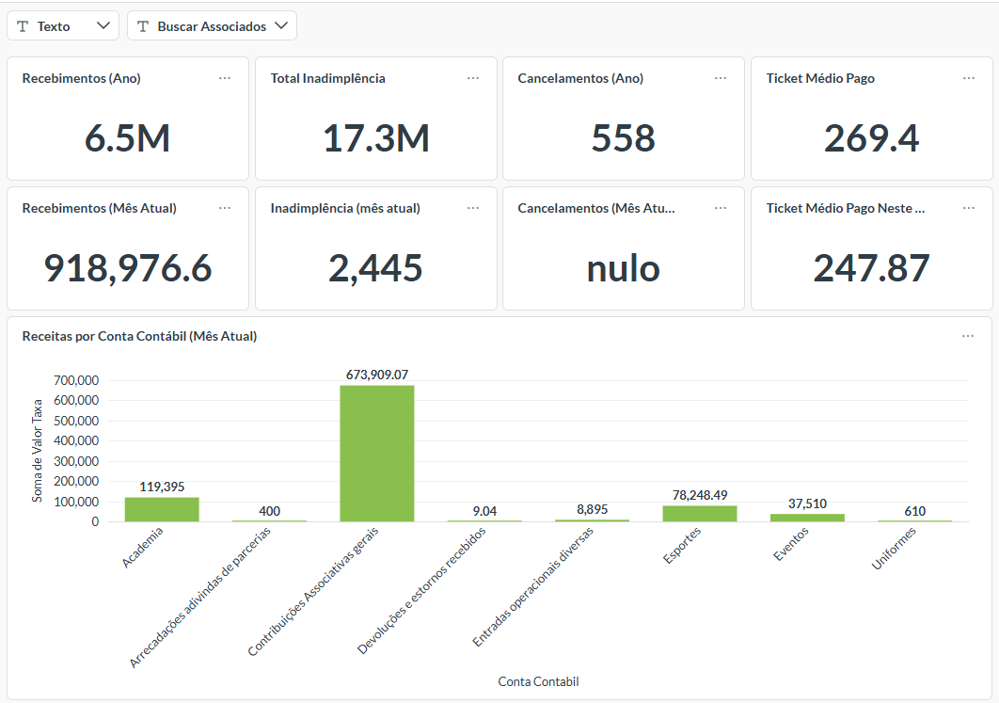 Texto
Buscar Associados
Recebimentos (Ano)
6.5M
Total Inadimplência
17.3M
Cancelamentos (Ano)
558
Ticket Médio Pago
269.4
Recebimentos (Mês Atual)
918,976.6
Inadimplência (mês atual)
2,445
Cancelamentos (Mês Atu...
nulo
Ticket Médio Pago Neste ...
247.87
Receitas por Conta Contábil (Mês Atual)
Soma de Valor Taxa
700,000
600,000
500,000
400,000
300,000
200,000
100,000
0
119,395
400
673,909.07
9.04
8,895
78,248.49
37,510
610
Academia
Arrecadações adivindas de parcerias
Contribuições Associativas gerais
Devoluções e estornos recebidos
Entradas operacionais diversas
Esportes
Eventos
Uniformes
Conta Contabil